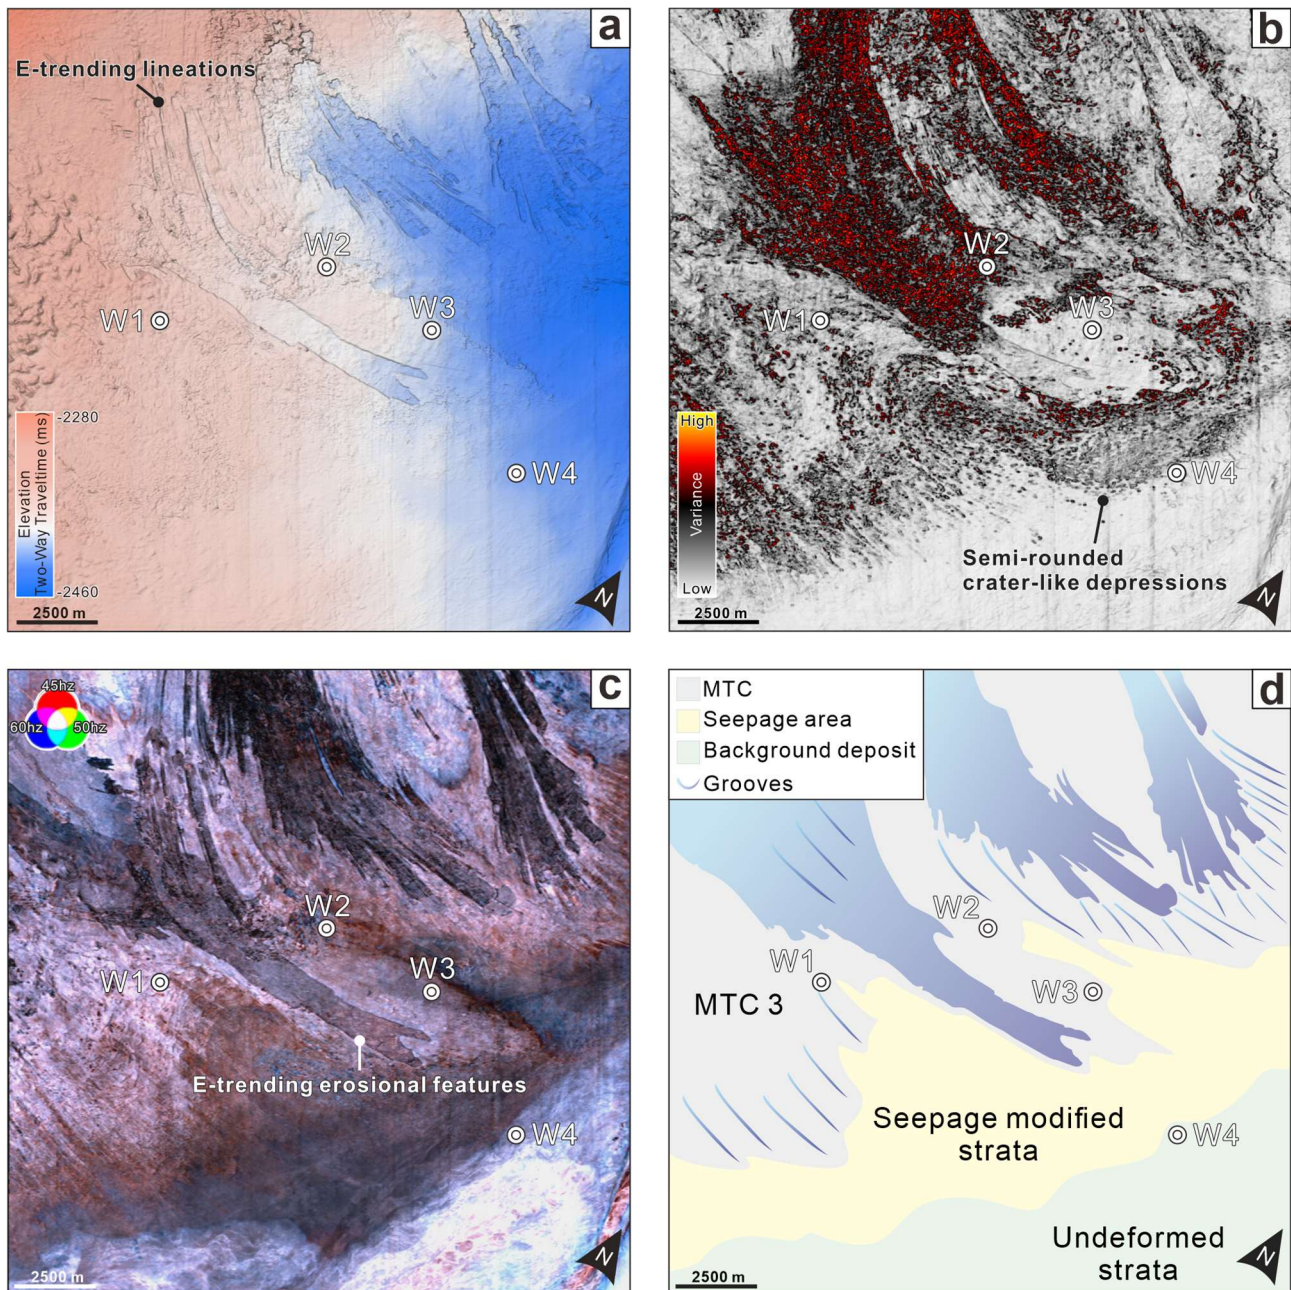 a
E-trending lineations
W2
W3
W1
W4
-2280
Elevation
Two-Way Traveltime (ms)
-2460
2500 m
N
b
W2
W3
W1
W4
High
Variance
Low
Semi-rounded
crater-like depressions
2500 m
N
c
45hz
60hz
50hz
W2
W3
W1
E-trending erosional features
W4
2500 m
N
d
MTC
Seepage area
Background deposit
Grooves
W2
W1
W3
MTC 3
Seepage modified
strata
W4
Undeformed
strata
2500 m
N